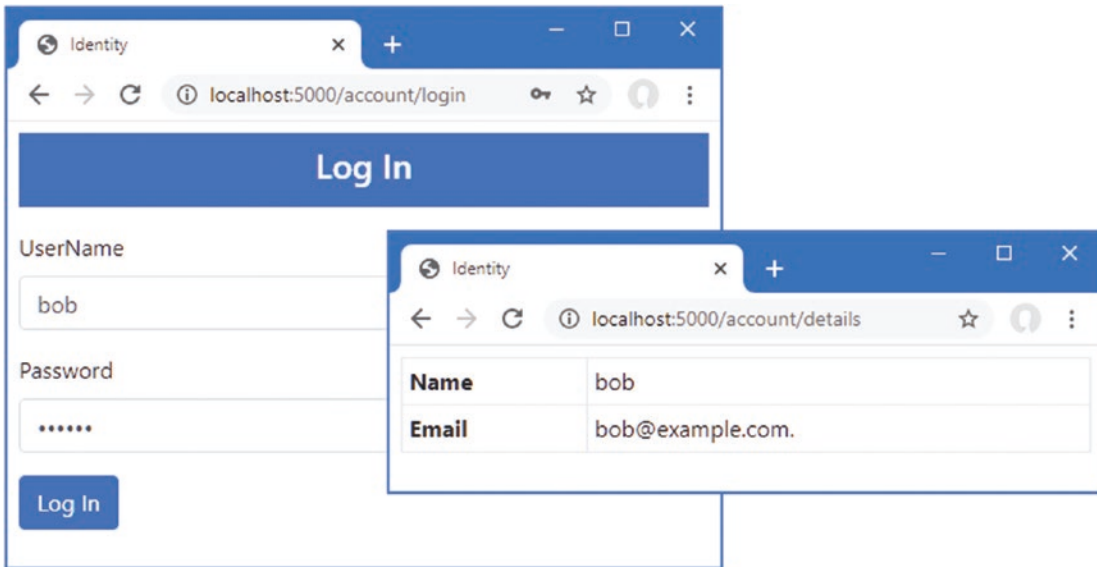 Identity
localhost:5000/account/login
Log In
UserName
bob
Password
••••••
Log In
Identity
localhost:5000/account/details
Name bob
Email bob@example.com.